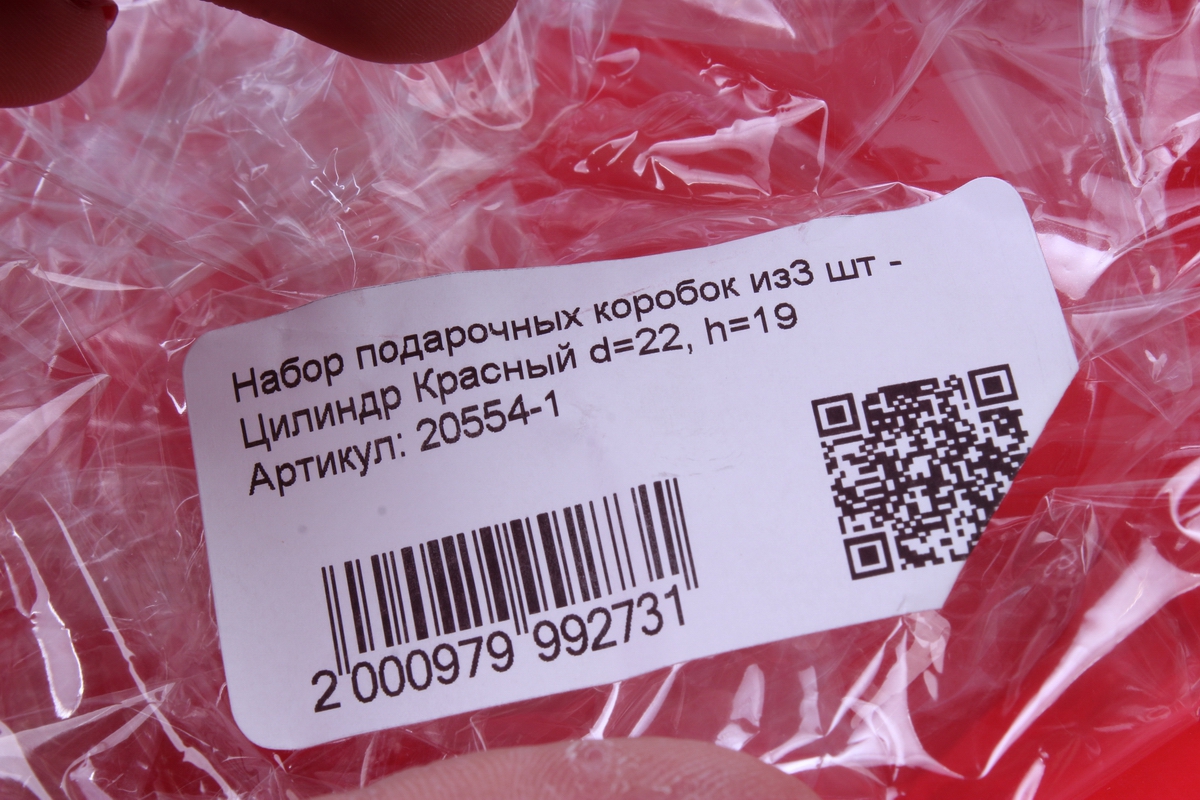 Набор подарочных коробок из3 шт -
Цилиндр Красный d=22, h=19
Артикул: 20554-1
2 000979 992731